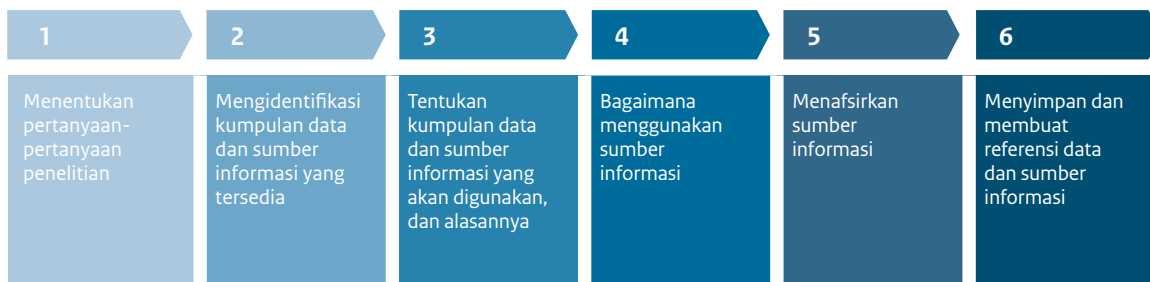 1
2
3
4
5
6
Menentukan
pertanyaan-
pertanyaan
penelitian
Mengidentifikasi
kumpulan data
dan sumber
informasi yang
tersedia
Tentukan
kumpulan data
dan sumber
informasi yang
akan digunakan,
dan alasannya
Bagaimana
menggunakan
sumber
informasi
Menafsirkan
sumber
informasi
Menyimpan dan
membuat
referensi data
dan sumber
informasi